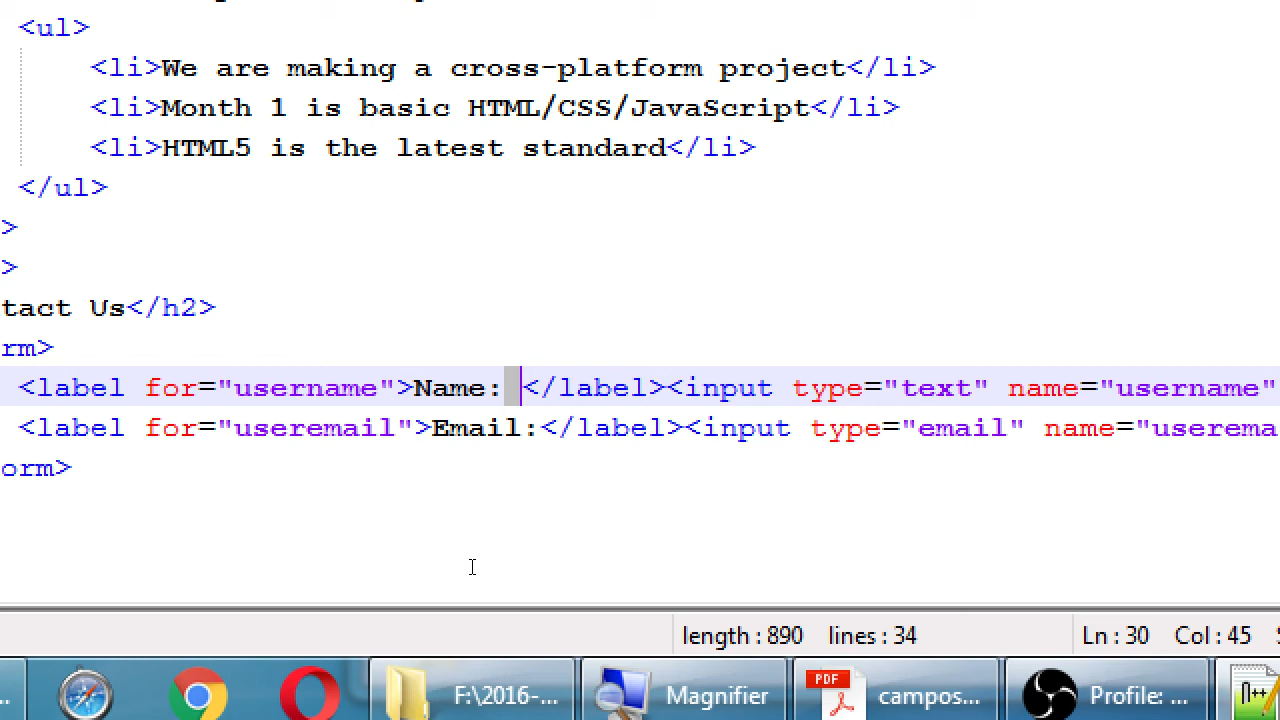 <ul>
<li>We are making a cross-platform project</li>
<li>Month 1 is basic HTML/CSS/JavaScript</li>
<li>HTML5 is the latest standard</li>
</ul>
>
>
tact Us</h2>
rm>
<label for="username">Name: </label><input type="text" name="username"
<label for="useremail">Email:</label><input type="email" name="userema
orm>
length : 890 lines : 34 Ln : 30 Col : 45
F:\2016-... Magnifier PDF campos... Profile: ... n++